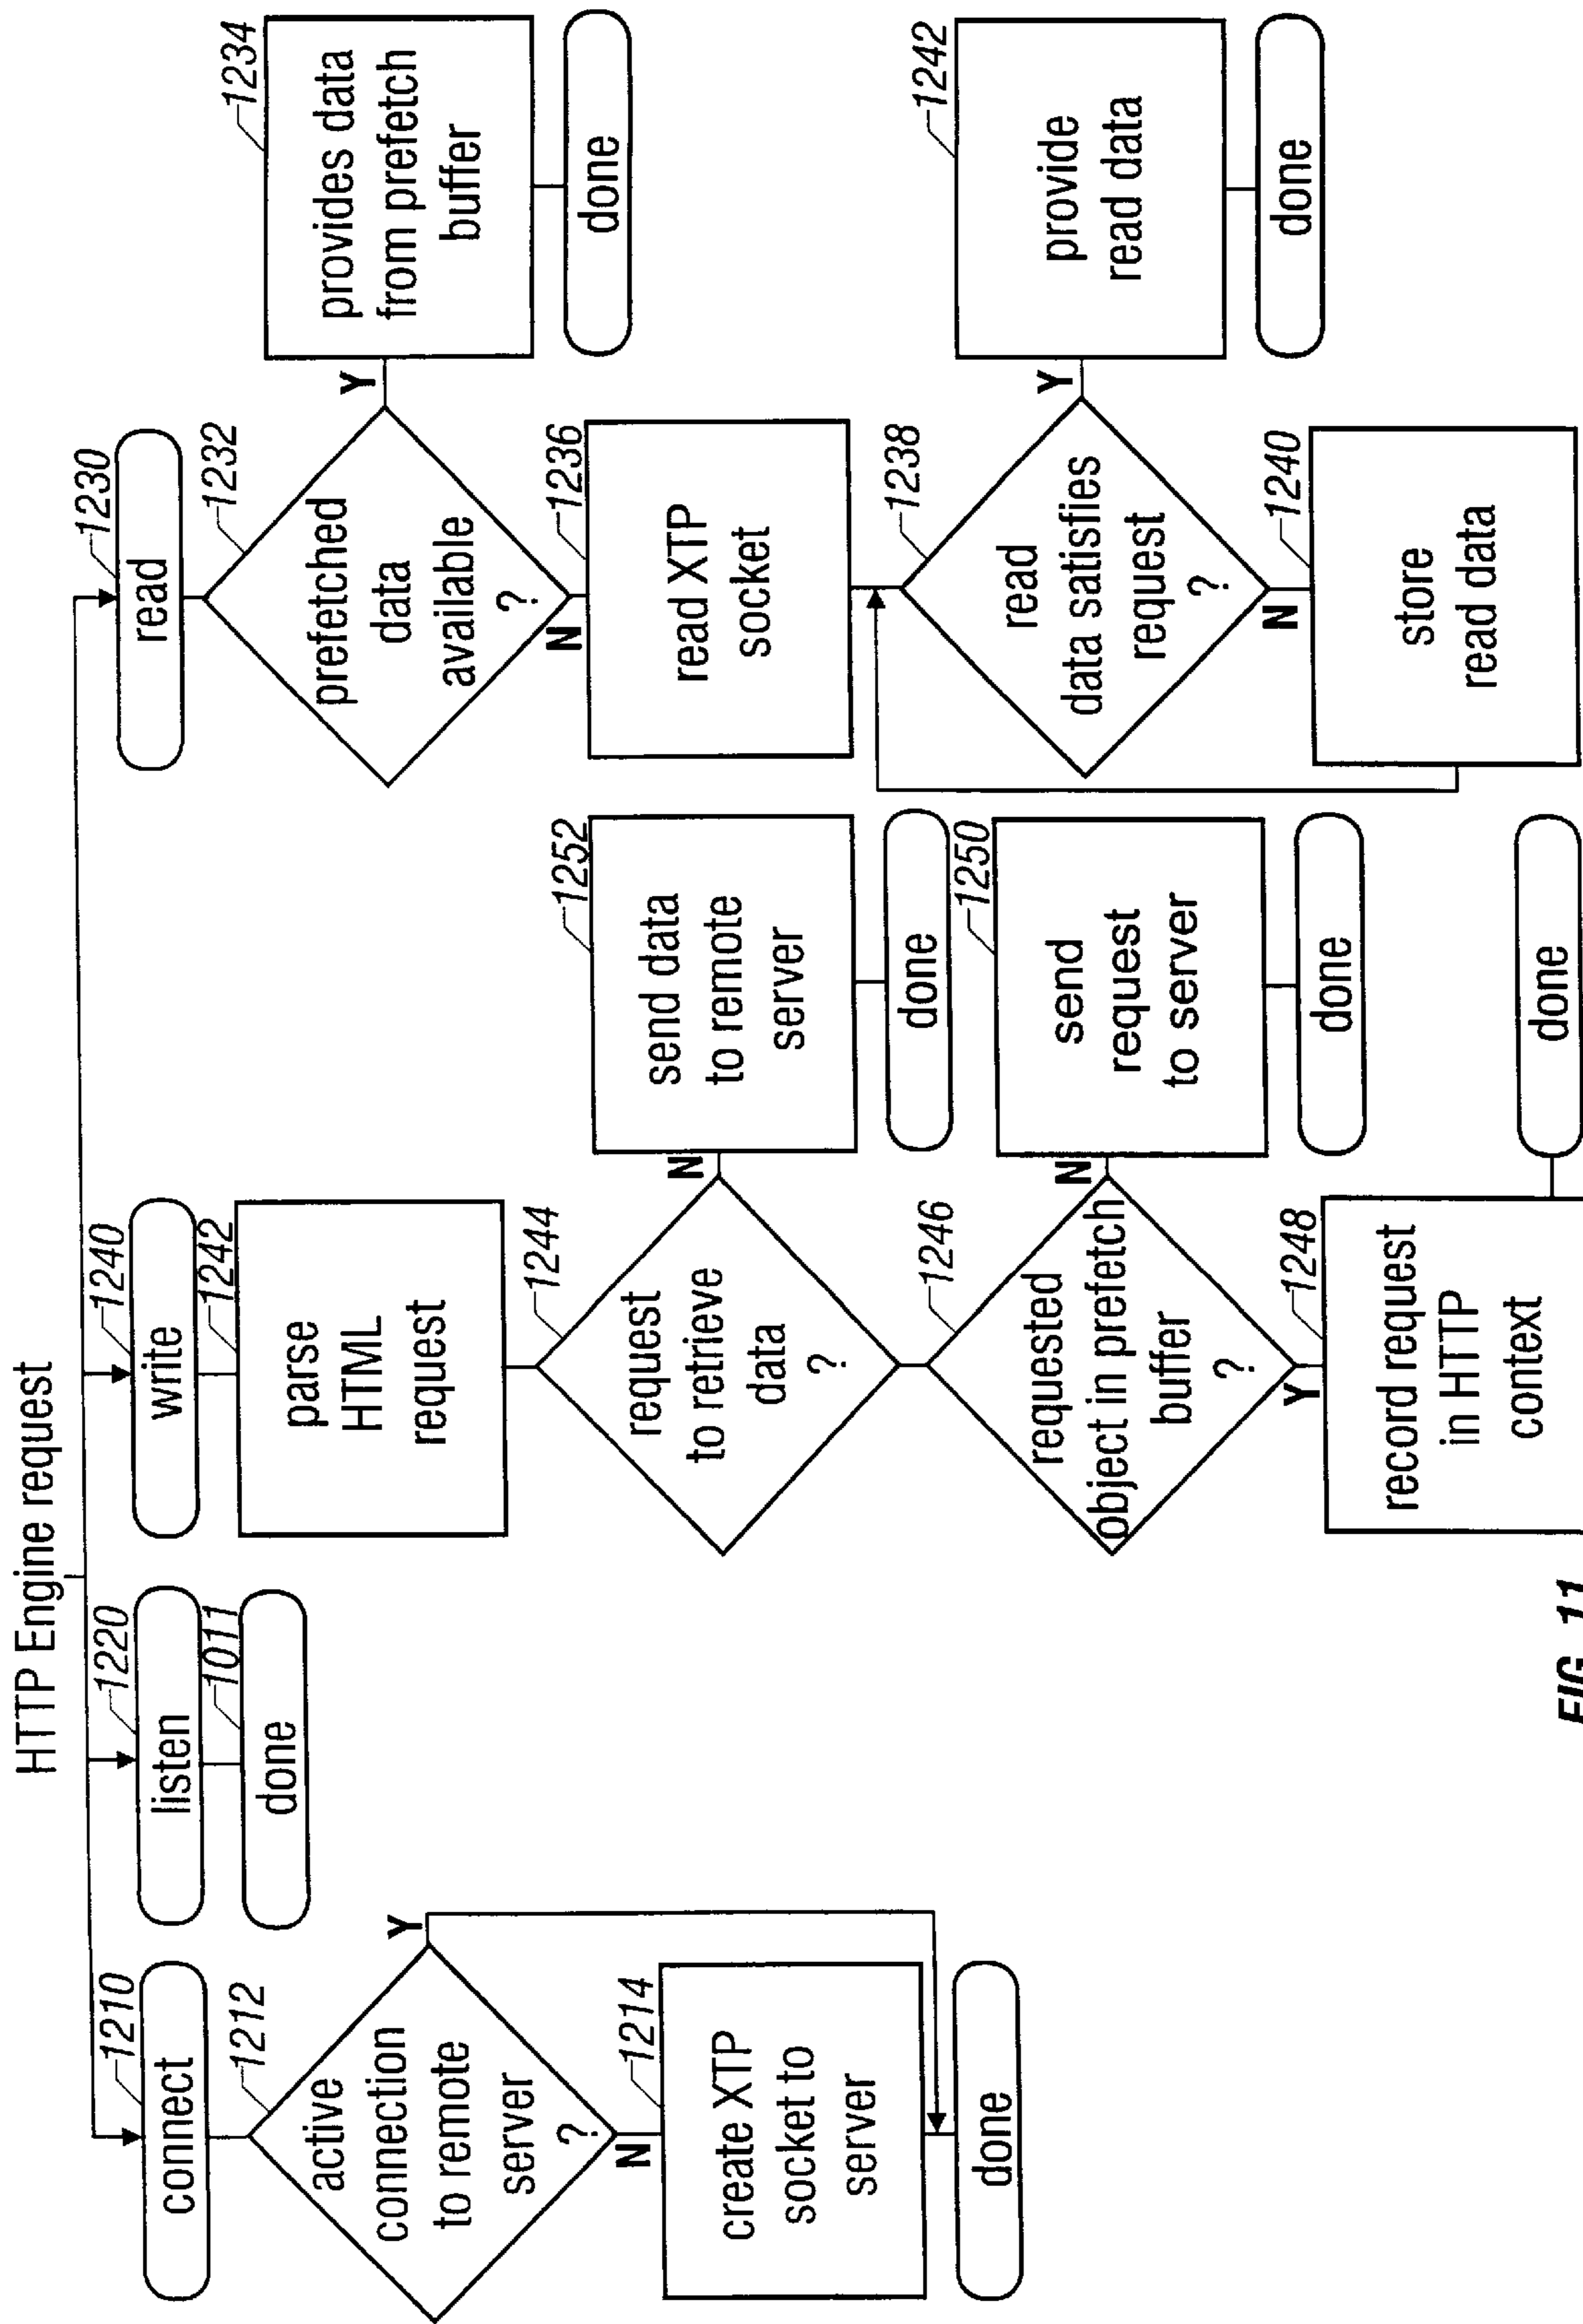 HTTP Engine request
1210
connect
1212
active
connection
to remote
server
?
Y
N
1214
create XTP
socket to
server
done
1220
listen
1011
done
1240
write
1242
parse
HTML
request
1244
request
to retrieve
data
?
N
1252
send data
to remote
server
done
1246
requested
object in prefetch
buffer
?
N
1250
send
request
to server
done
Y
1248
record request
in HTTP
context
done
1230
read
1232
prefetched
data
available
?
Y
1234
provides data
from prefetch
buffer
done
N
1236
read XTP
socket
1238
read
data satisfies
request
?
Y
1242
provide
read data
done
N
1240
store
read data
FIG. 11